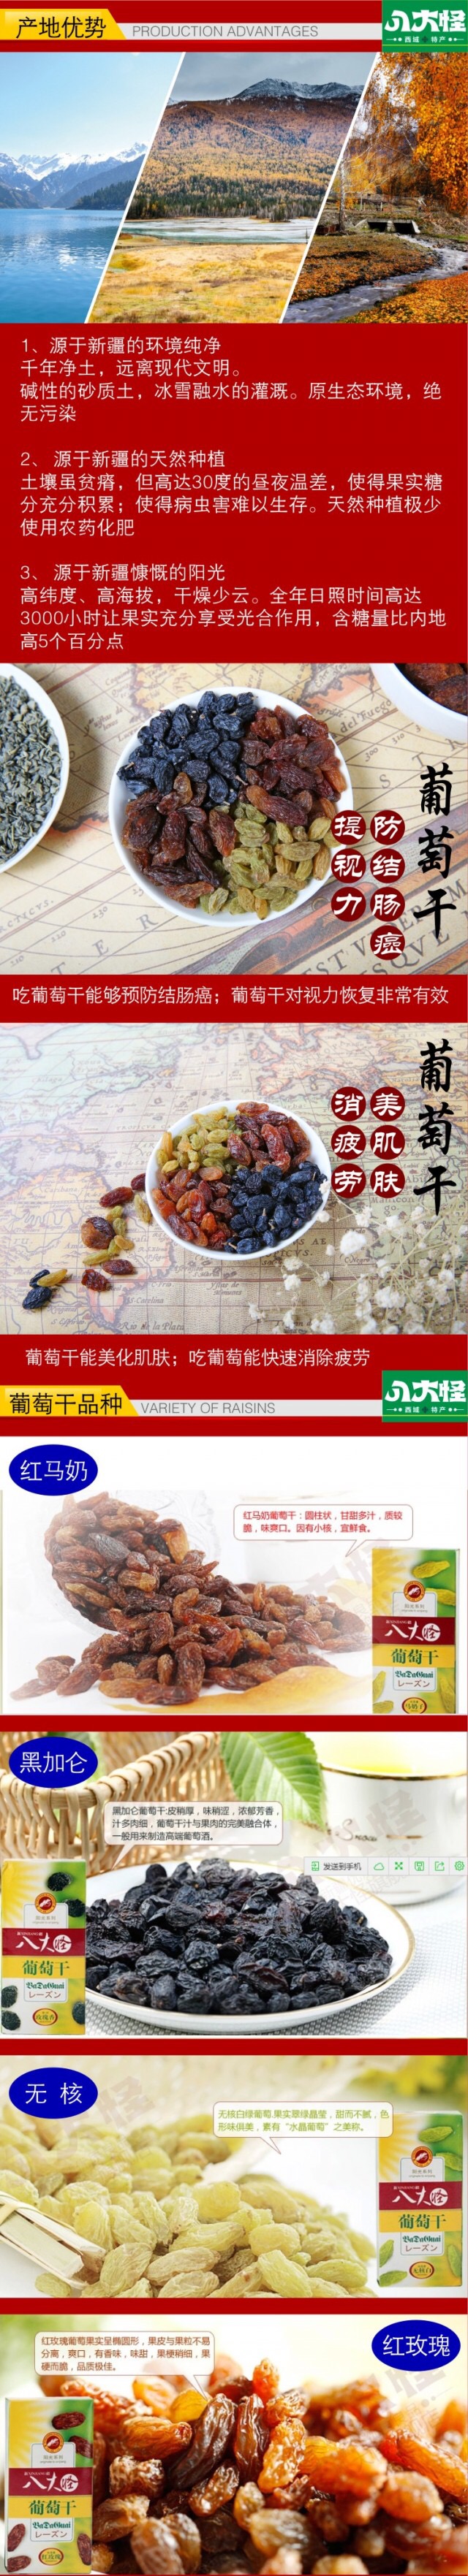 产地优势
PRODUCTION ADVANTAGES
八大怪
西域 特产
1、源于新疆的环境纯净
千年净土，远离现代文明。
碱性的砂质土，冰雪融水的灌溉。原生态环境，绝
无污染
2、 源于新疆的天然种植
土壤虽贫瘠，但高达30度的昼夜温差，使得果实糖
分充分积累；使得病虫害难以生存。天然种植极少
使用农药化肥
3、 源于新疆慷慨的阳光
高纬度、高海拔，干燥少云。全年日照时间高达
3000小时让果实充分享受光合作用，含糖量比内地
高5个百分点
葡萄干
防结肠癌
提视力
吃葡萄干能够预防结肠癌；葡萄干对视力恢复非常有效
葡萄干
美肌肤
消疲劳
葡萄干能美化肌肤；吃葡萄能快速消除疲劳
葡萄干品种
VARIETY OF RAISINS
八大怪
西域 特产
红马奶
红马奶葡萄干：圆柱状，甘甜多汁，质较
脆，味爽口。因有小核，宜鲜食。
八大怪
葡萄干
BaDaGuai
レーズン
马奶子
黑加仑
黑加仑葡萄干:皮稍厚，味稍涩，浓郁芳香，
汁多肉细，葡萄干汁与果肉的完美融合体，
一般用来制造高端葡萄酒。
发送到手机
八大怪
葡萄干
BaDaGuai
レーズン
玫瑰香
无 核
无核白绿葡萄,果实翠绿晶莹，甜而不腻，色
形味俱美，素有“水晶葡萄”之美称。
八大怪
葡萄干
BaDaGuai
レーズン
无核白
红玫瑰
红玫瑰葡萄果实呈椭圆形，果皮与果粒不易
分离，爽口，有香味，味甜，果梗稍细，果
硬而脆，品质极佳。
八大怪
葡萄干
BaDaGuai
レーズン
红玫瑰